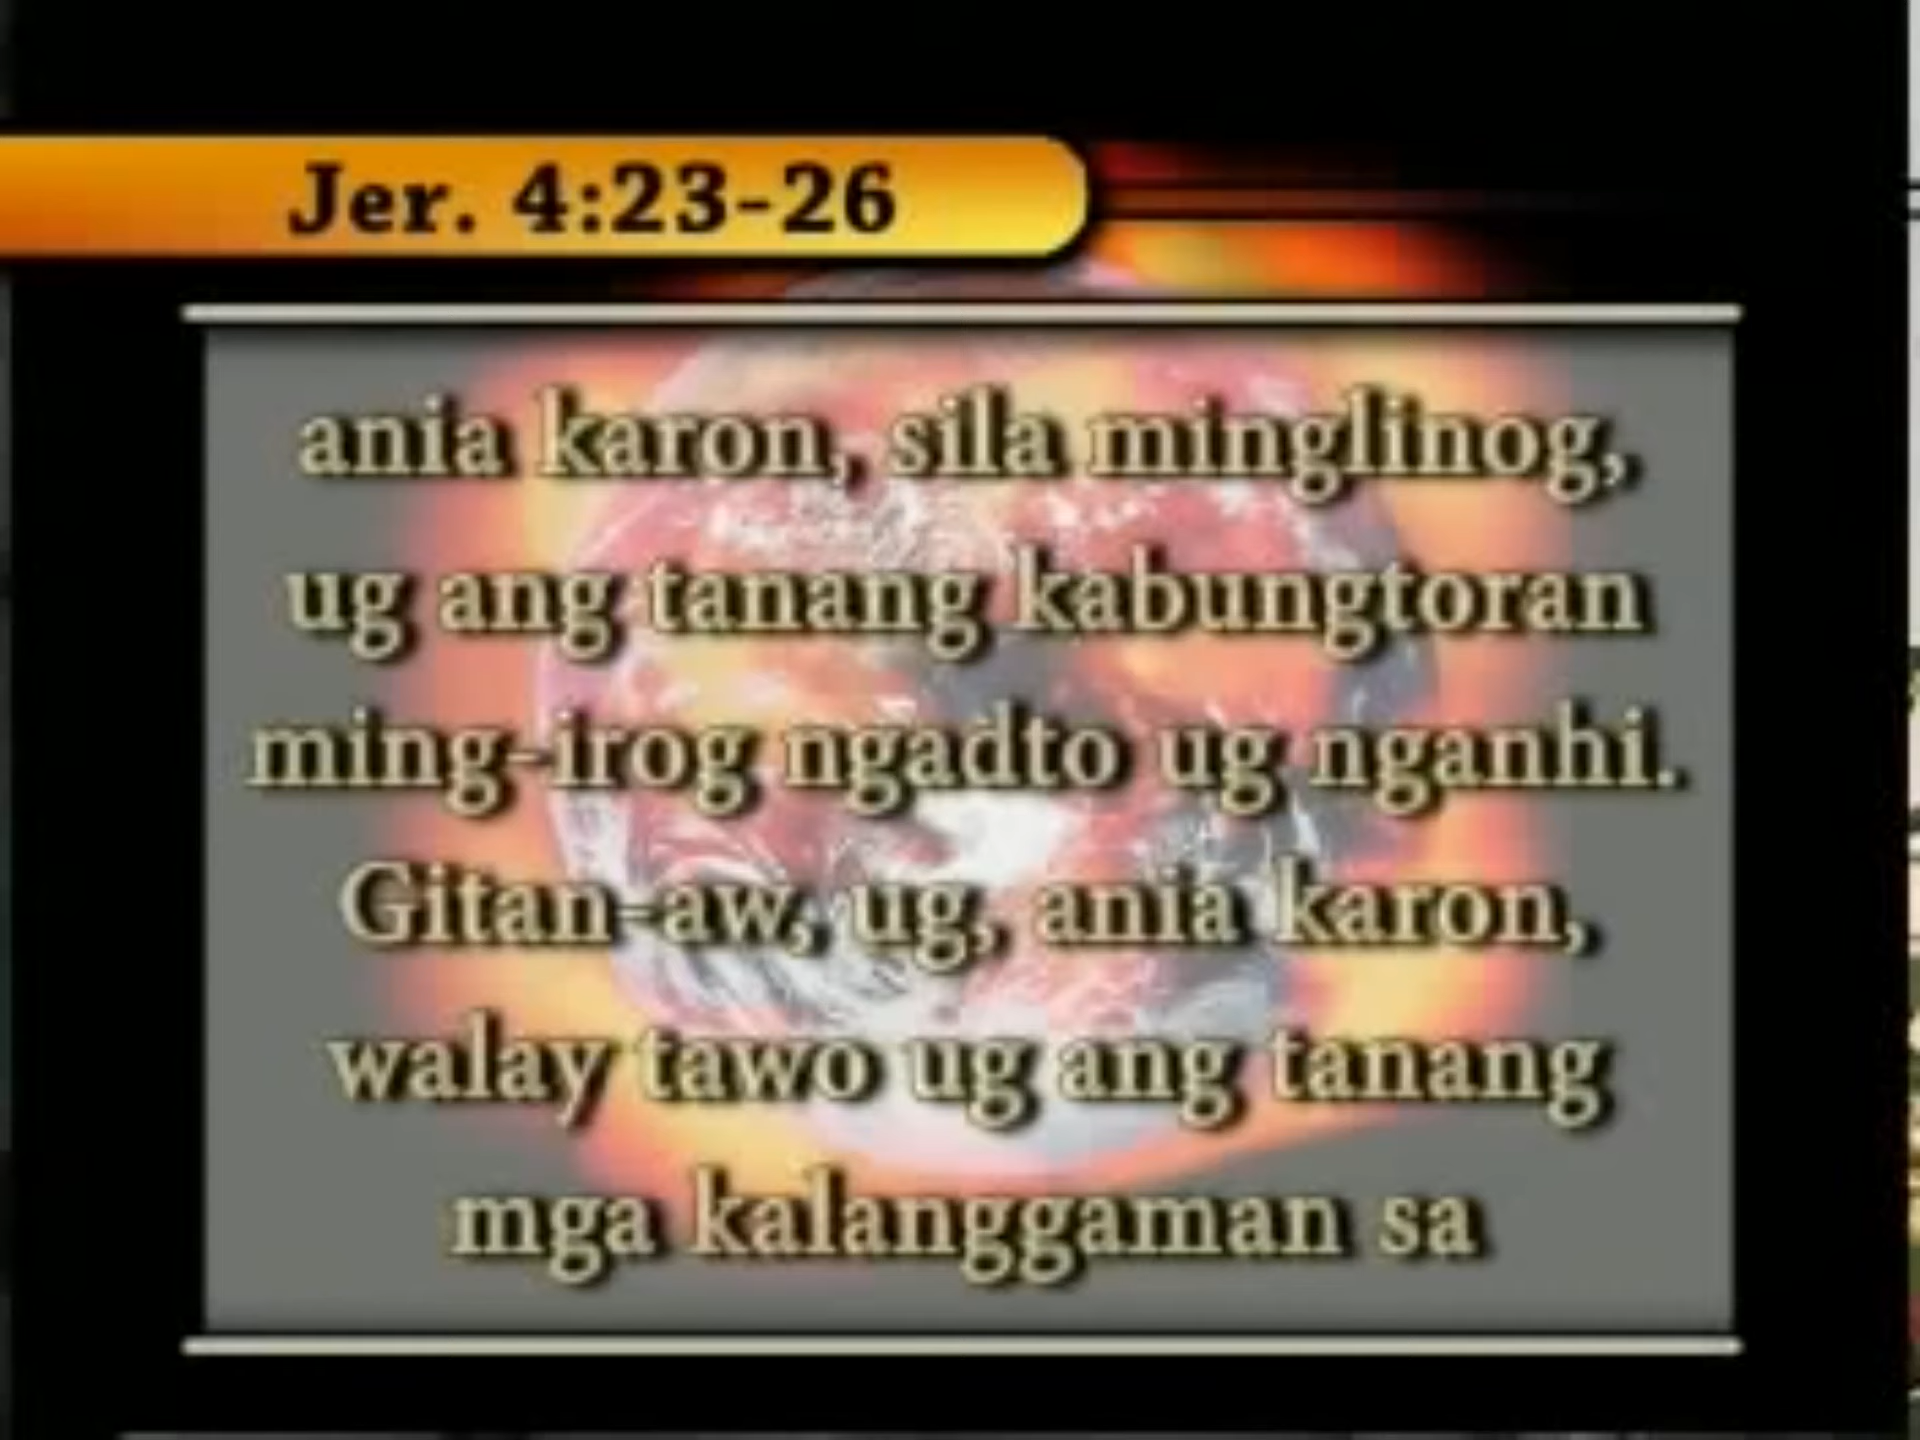 Jer. 4:23-26
ania karon, sila minglinog,
ug ang tanang kabungtoran
ming-irog ngadto ug nganhi.
Gitan-aw, ug, ania karon,
walay tawo ug ang tanang
mga kalanggaman sa